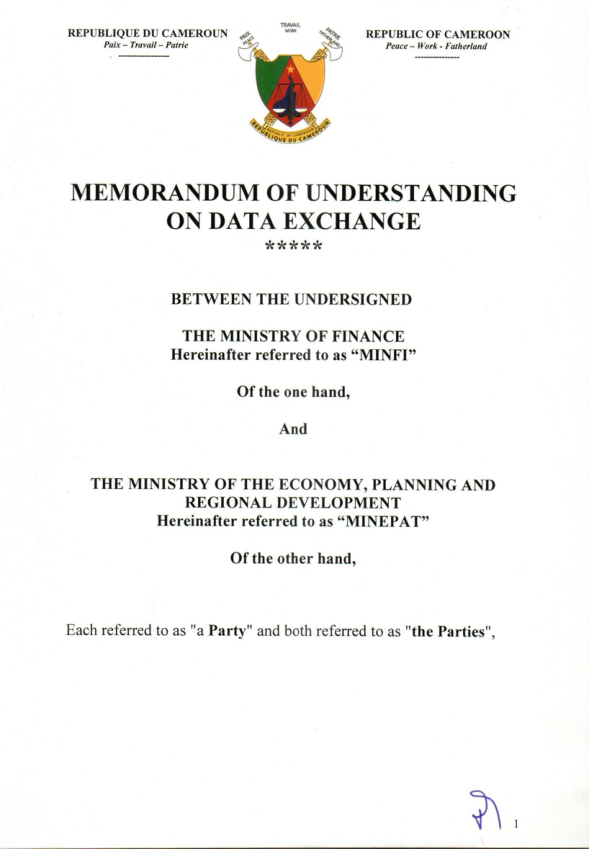 REPUBLIQUE DU CAMEROUN
Paix – Travail – Patrie
----------------
TRAVAIL
WORK
PAIX
PEACE
PATRIE
FATHERLAND
REPUBLIC OF CAMEROON
REPUBLIQUE DU CAMEROUN
REPUBLIC OF CAMEROON
Peace – Work - Fatherland
--------------
MEMORANDUM OF UNDERSTANDING
ON DATA EXCHANGE
*****
BETWEEN THE UNDERSIGNED
THE MINISTRY OF FINANCE
Hereinafter referred to as “MINFI”
Of the one hand,
And
THE MINISTRY OF THE ECONOMY, PLANNING AND
REGIONAL DEVELOPMENT
Hereinafter referred to as “MINEPAT”
Of the other hand,
Each referred to as "a Party" and both referred to as "the Parties",
1